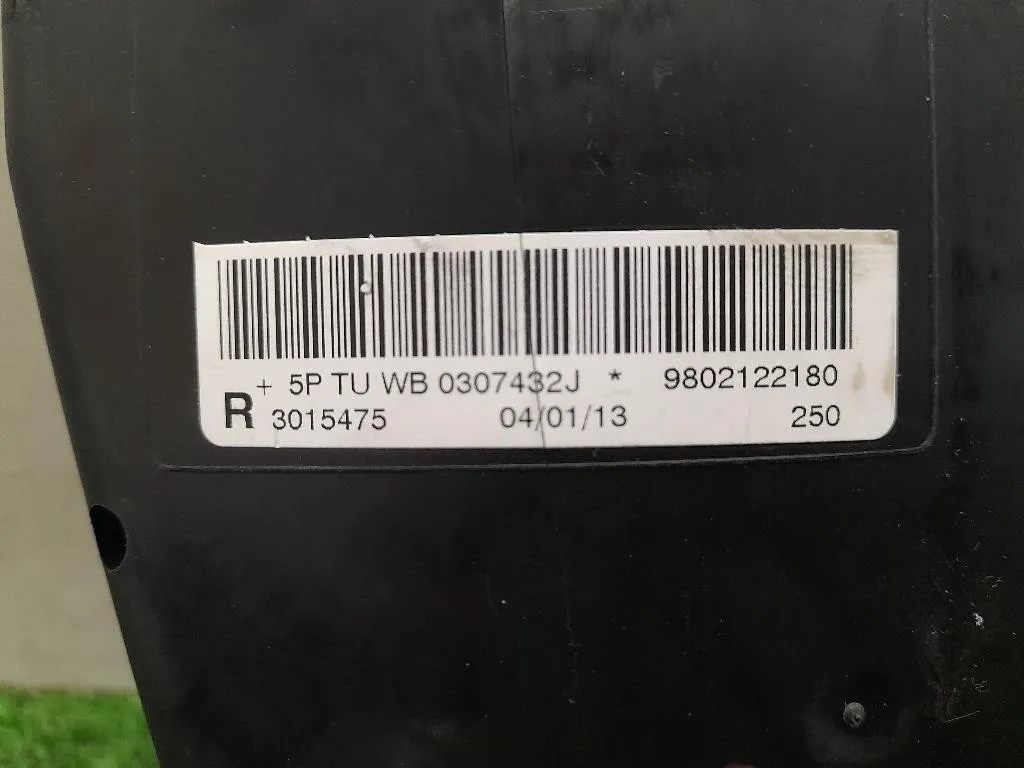 + 5P TU WB 0307432J * 9802122180
R 3015475 04/01/13 250